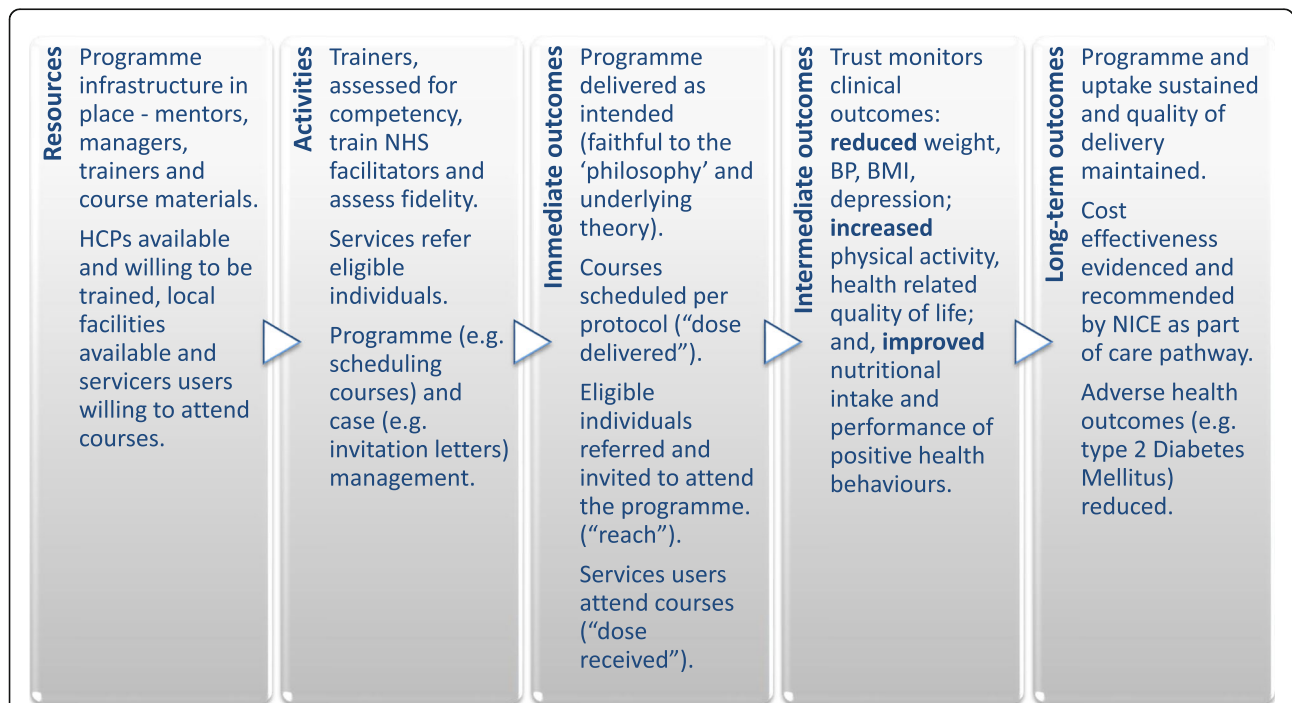 Resources
Programme
infrastructure in
place - mentors,
managers,
trainers and
course materials.
HCPs available
and willing to be
trained, local
facilities
available and
servicers users
willing to attend
courses.
Activities
Trainers,
assessed for
competency,
train NHS
facilitators and
assess fidelity.
Services refer
eligible
individuals.
Programme (e.g.
scheduling
courses) and
case (e.g.
invitation letters)
management.
Immediate outcomes
Programme
delivered as
intended
(faithful to the
‘philosophy’ and
underlying
theory).
Courses
scheduled per
protocol (“dose
delivered”).
Eligible
individuals
referred and
invited to attend
the programme.
(“reach”).
Services users
attend courses
(“dose
received”).
Intermediate outcomes
Trust monitors
clinical
outcomes:
reduced weight,
BP, BMI,
depression;
increased
physical activity,
health related
quality of life;
and, improved
nutritional
intake and
performance of
positive health
behaviours.
Long-term outcomes
Programme and
uptake sustained
and quality of
delivery
maintained.
Cost
effectiveness
evidenced and
recommended
by NICE as part
of care pathway.
Adverse health
outcomes (e.g.
type 2 Diabetes
Mellitus)
reduced.